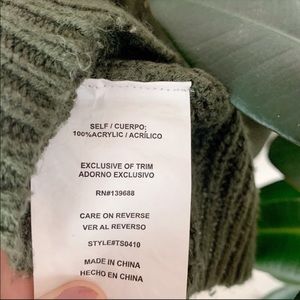 SELF / CUERPO:
100%ACRYLIC / ACRÍLICO
EXCLUSIVE OF TRIM
ADORNO EXCLUSIVO
RN#139688
CARE ON REVERSE
VER AL REVERSO
STYLE#TS0410
MADE IN CHINA
HECHO EN CHINA